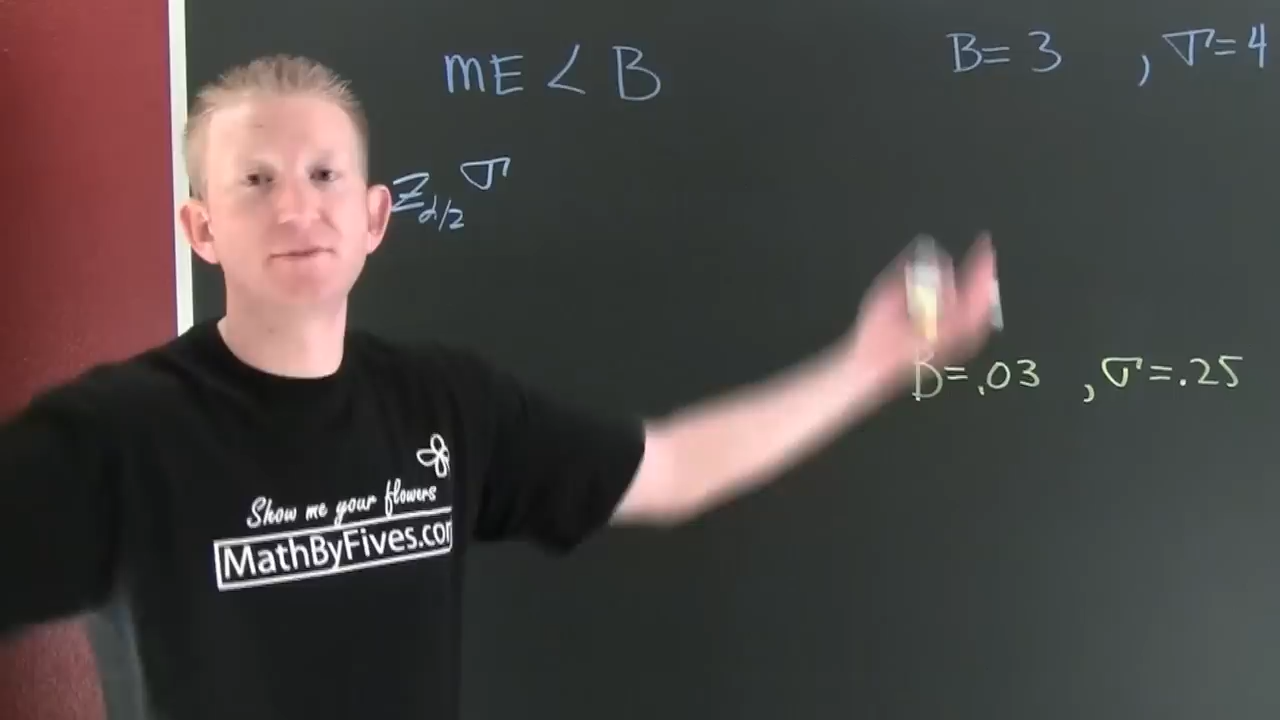 mE < B
B= 3 , σ=4
Z α/2 σ
B=.03 , σ=.25
Show me your flowers
MathByFives.com